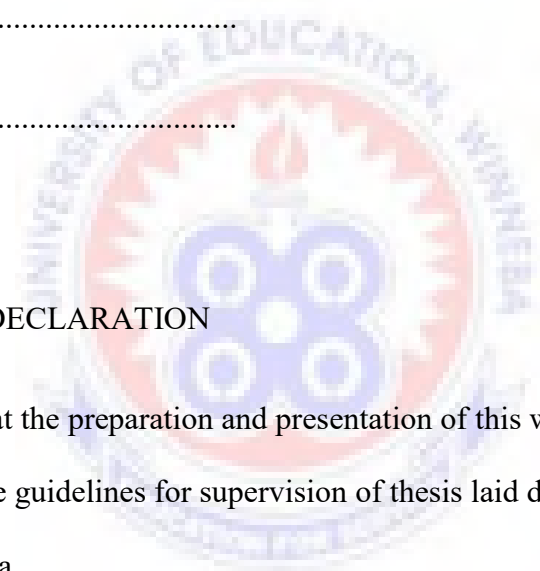 ................................
................................
UNIVERSITY OF EDUCATION, WINNEBA
DECLARATION
at the preparation and presentation of this w
e guidelines for supervision of thesis laid d
a